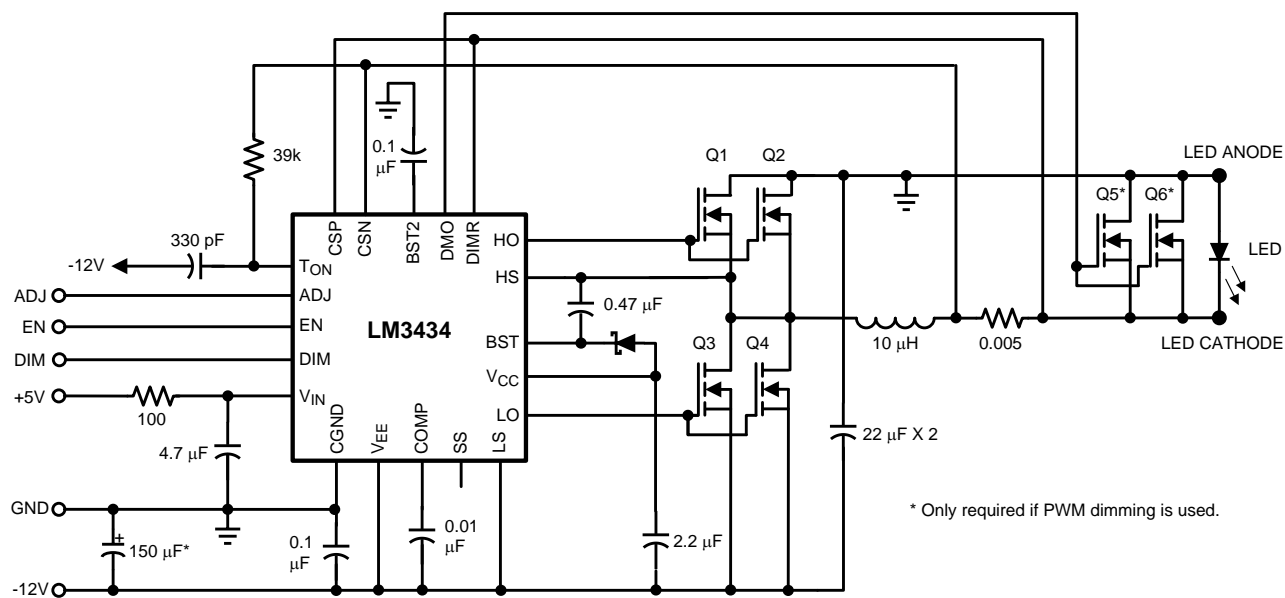 39k
0.1
µF
CSP
CSN
BST2
DMO
DIMR
Q1
Q2
LED ANODE
Q5*
Q6*
LED
330 pF
-12V
TON
HO
ADJ
ADJ
HS
0.47 µF
EN
EN
LM3434
BST
10 µH
0.005
LED CATHODE
DIM
DIM
Q3
Q4
VCC
+5V
100
VIN
LO
4.7 µF
CGND
VEE
COMP
SS
LS
22 µF X 2
GND
* Only required if PWM dimming is used.
+
150 µF*
0.1
µF
0.01
µF
2.2 µF
-12V